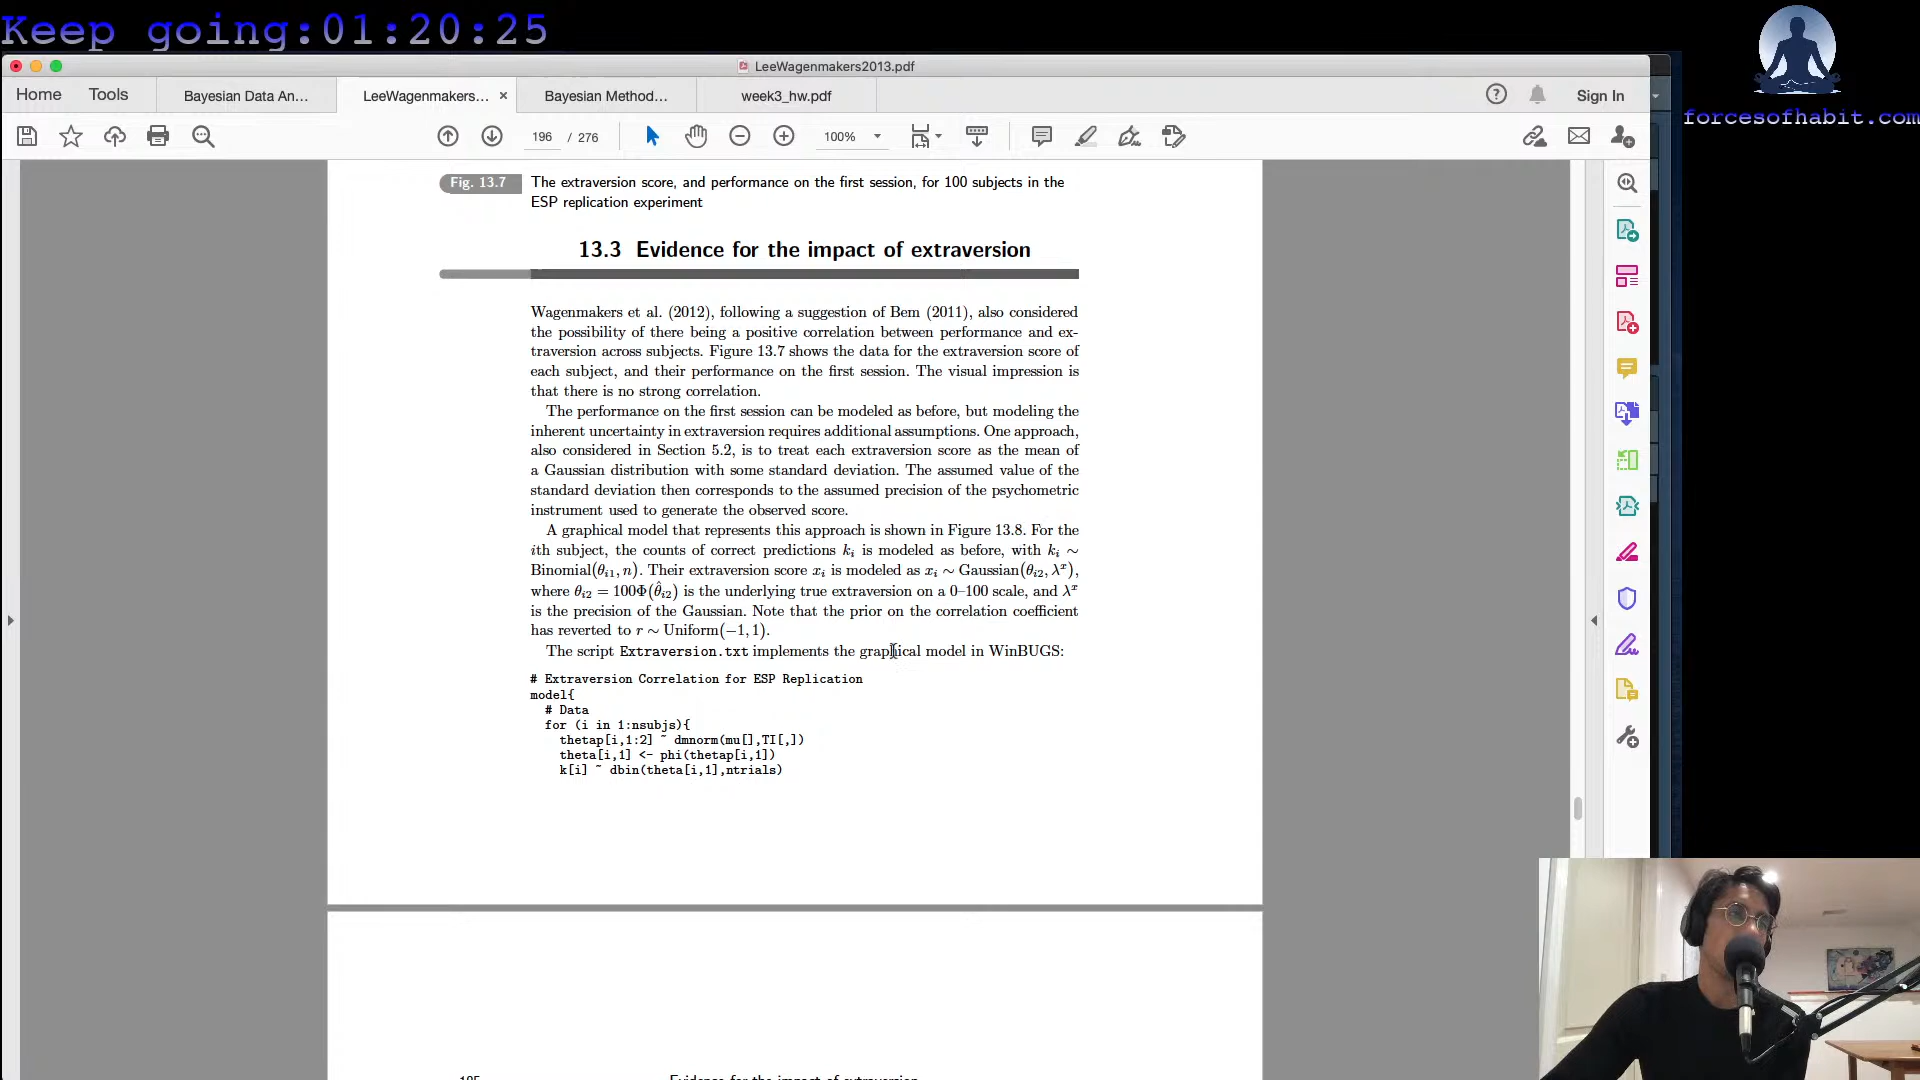 Keep going:01:20:25
forcesofhabit.com
LeeWagenmakers2013.pdf
Home
Tools
Bayesian Data An...
LeeWagenmakers...
Bayesian Method...
week3_hw.pdf
Sign In
196 / 276
100%
Fig. 13.7
The extraversion score, and performance on the first session, for 100 subjects in the
ESP replication experiment
13.3 Evidence for the impact of extraversion
Wagenmakers et al. (2012), following a suggestion of Bem (2011), also considered
the possibility of there being a positive correlation between performance and ex-
traversion across subjects. Figure 13.7 shows the data for the extraversion score of
each subject, and their performance on the first session. The visual impression is
that there is no strong correlation.
The performance on the first session can be modeled as before, but modeling the
inherent uncertainty in extraversion requires additional assumptions. One approach,
also considered in Section 5.2, is to treat each extraversion score as the mean of
a Gaussian distribution with some standard deviation. The assumed value of the
standard deviation then corresponds to the assumed precision of the psychometric
instrument used to generate the observed score.
A graphical model that represents this approach is shown in Figure 13.8. For the
ith subject, the counts of correct predictions kᵢ is modeled as before, with kᵢ ∼
Binomial(θᵢ₁, n). Their extraversion score xᵢ is modeled as xᵢ ∼ Gaussian(θᵢ₂, λˣ),
where θᵢ₂ = 100Φ(θ̂ᵢ₂) is the underlying true extraversion on a 0–100 scale, and λˣ
is the precision of the Gaussian. Note that the prior on the correlation coefficient
has reverted to r ∼ Uniform(−1, 1).
The script Extraversion.txt implements the graphical model in WinBUGS:
# Extraversion Correlation for ESP Replication
model{
# Data
for (i in 1:nsubjs){
thetap[i,1:2] ~ dmnorm(mu[],TI[,])
theta[i,1] <- phi(thetap[i,1])
k[i] ~ dbin(theta[i,1],ntrials)
Evidence for the impact of extraversion